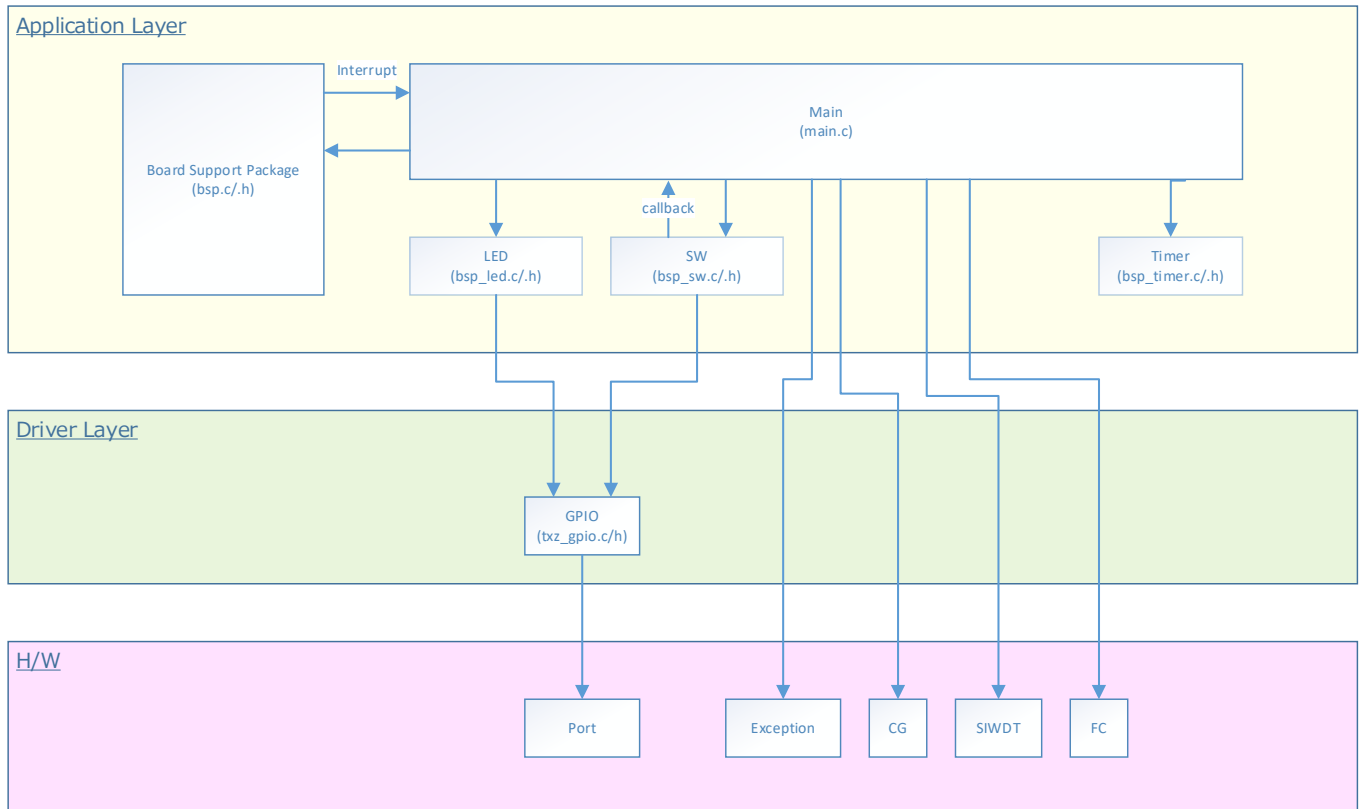 Application Layer
Interrupt
Main
(main.c)
Board Support Package
(bsp.c/.h)
callback
LED
(bsp_led.c/.h)
SW
(bsp_sw.c/.h)
Timer
(bsp_timer.c/.h)
Driver Layer
GPIO
(txz_gpio.c/h)
H/W
Port
Exception
CG
SIWDT
FC